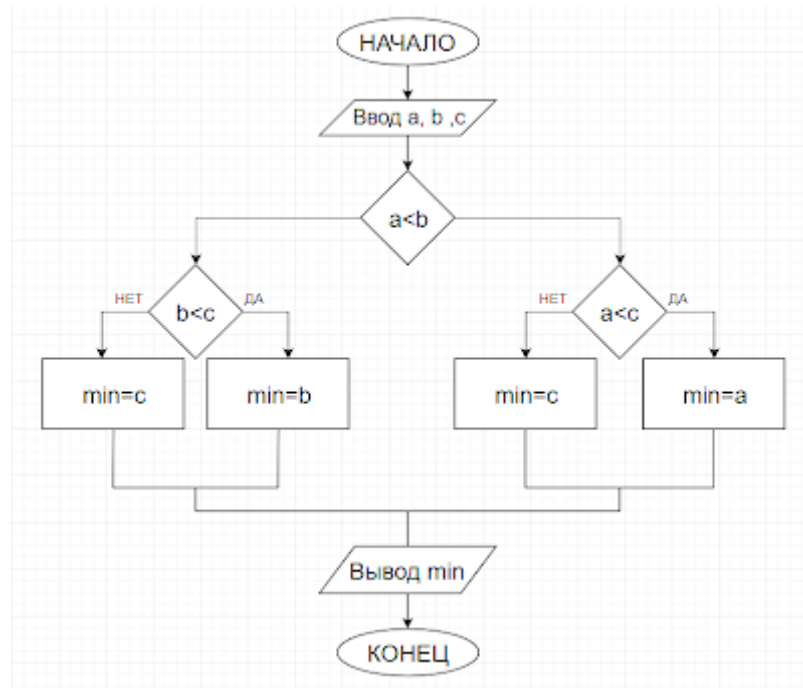 НАЧАЛО
Ввод a, b ,c
a<b
НЕТ
b<c
ДА
НЕТ
a<c
ДА
min=c
min=b
min=c
min=a
Вывод min
КОНЕЦ